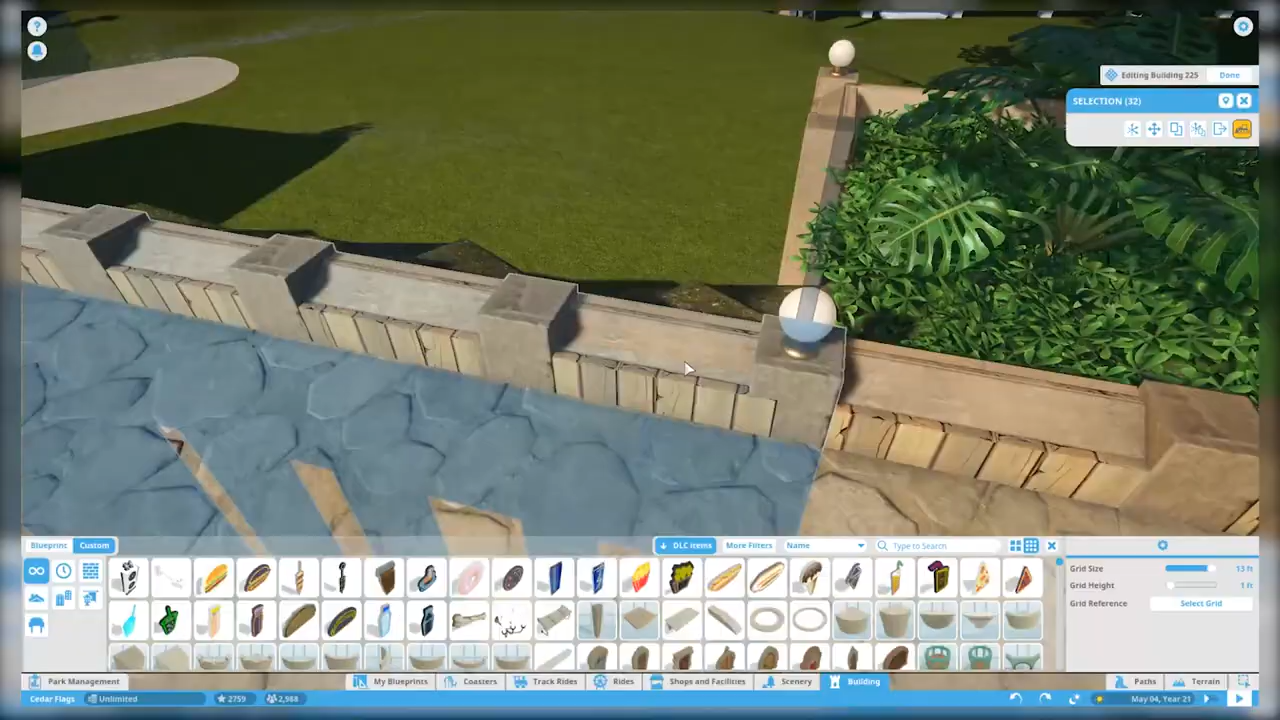 ?
Editing Building 225 Done
SELECTION (32)
Blueprint Custom DLC Items More Filters Name Type to Search
Grid Size 13 ft
Grid Height 1 ft
Grid Reference Select Grid
Park Management My Blueprints Coasters Track Rides Rides Shops and Facilities Scenery Building Paths Terrain
Cedar Flags Unlimited 2759 2,988 May 04, Year 21